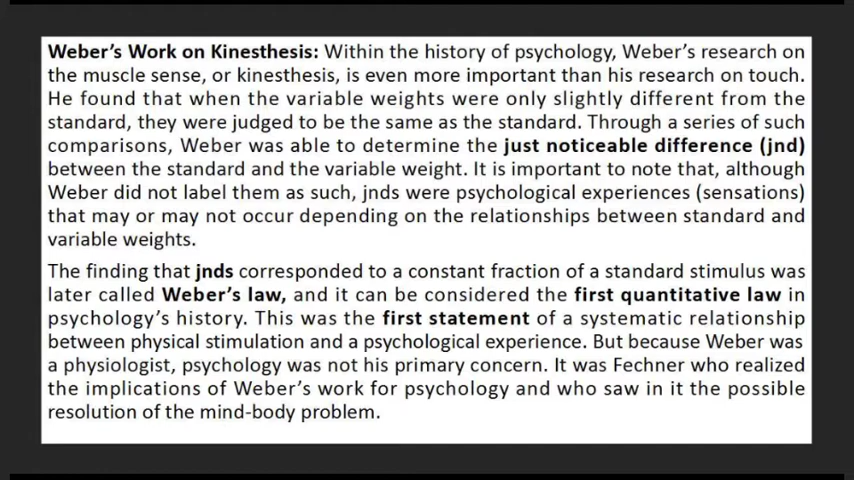 Weber's Work on Kinesthesis: Within the history of psychology, Weber's research on
the muscle sense, or kinesthesis, is even more important than his research on touch.
He found that when the variable weights were only slightly different from the
standard, they were judged to be the same as the standard. Through a series of such
comparisons, Weber was able to determine the just noticeable difference (jnd)
between the standard and the variable weight. It is important to note that, although
Weber did not label them as such, jnds were psychological experiences (sensations)
that may or may not occur depending on the relationships between standard and
variable weights.
The finding that jnds corresponded to a constant fraction of a standard stimulus was
later called Weber's law, and it can be considered the first quantitative law in
psychology's history. This was the first statement of a systematic relationship
between physical stimulation and a psychological experience. But because Weber was
a physiologist, psychology was not his primary concern. It was Fechner who realized
the implications of Weber's work for psychology and who saw in it the possible
resolution of the mind-body problem.